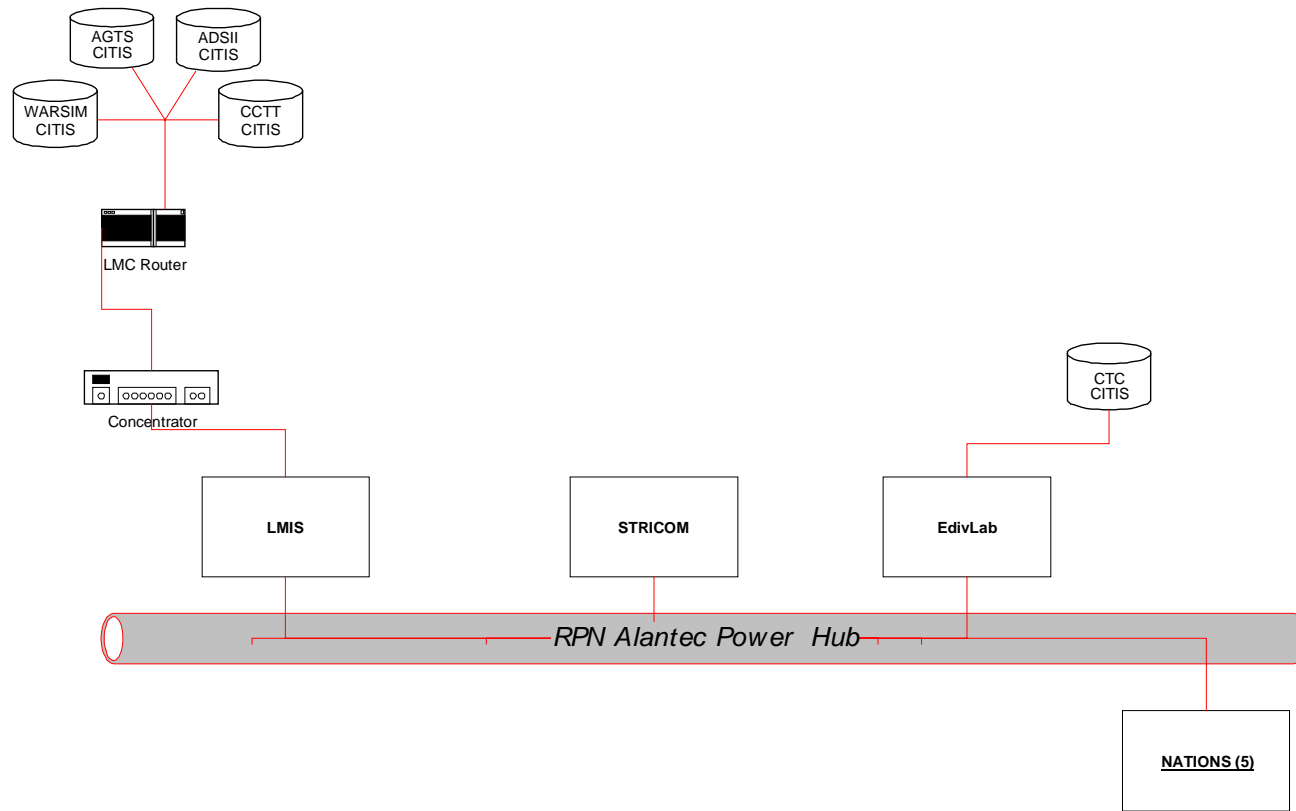 AGTS
CITIS
ADSII
CITIS
WARSIM
CITIS
CCTT
CITIS
LMC Router
Concentrator
CTC
CITIS
LMIS
STRICOM
EdivLab
RPN Alantec Power Hub
NATIONS (5)